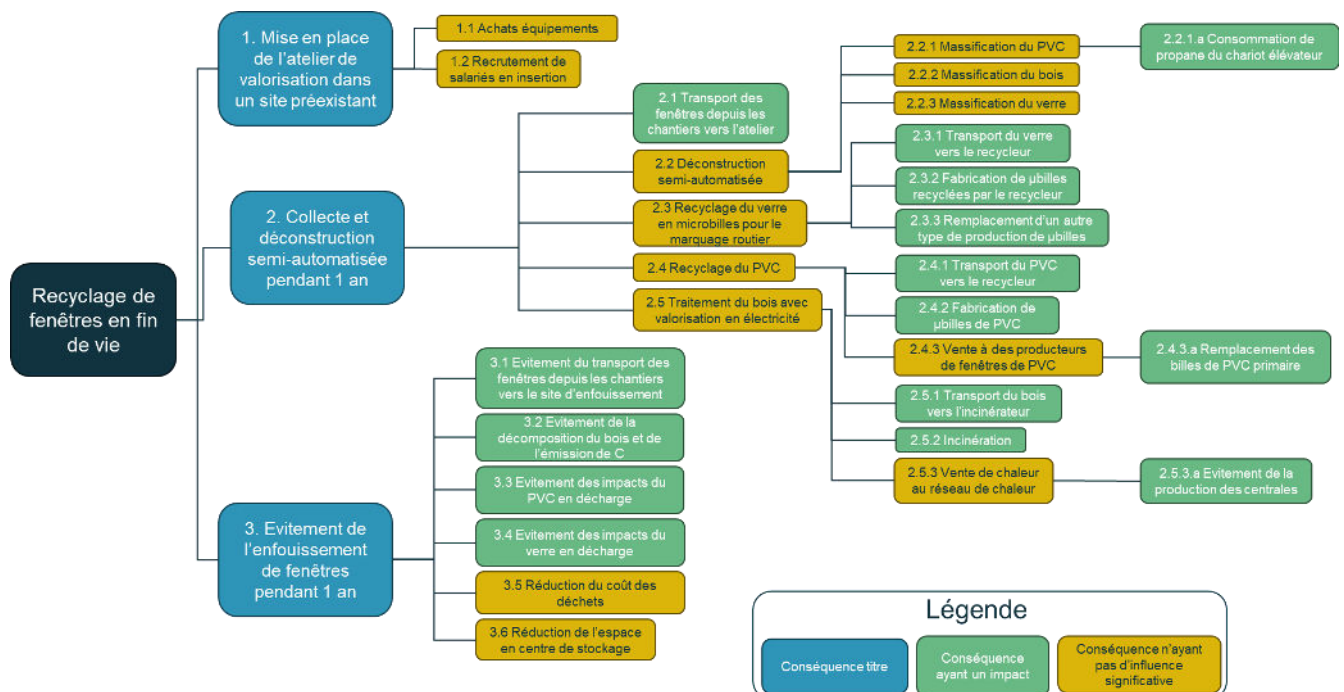 Recyclage de
fenêtres en fin
de vie
1. Mise en place
de l'atelier de
valorisation dans
un site préexistant
1.1 Achats équipements
1.2 Recrutement de
salariés en insertion
2. Collecte et
déconstruction
semi-automatisée
pendant 1 an
2.1 Transport des
fenêtres depuis les
chantiers vers l'atelier
2.2 Déconstruction
semi-automatisée
2.2.1 Massification du PVC
2.2.1.a Consommation de
propane du chariot élévateur
2.2.2 Massification du bois
2.2.3 Massification du verre
2.3 Recyclage du verre
en microbilles pour le
marquage routier
2.3.1 Transport du verre
vers le recycleur
2.3.2 Fabrication de µbilles
recyclées par le recycleur
2.3.3 Remplacement d'un autre
type de production de µbilles
2.4 Recyclage du PVC
2.4.1 Transport du PVC
vers le recycleur
2.4.2 Fabrication de
µbilles de PVC
2.4.3 Vente à des producteurs
de fenêtres de PVC
2.4.3.a Remplacement des
billes de PVC primaire
2.5 Traitement du bois avec
valorisation en électricité
2.5.1 Transport du bois
vers l'incinérateur
2.5.2 Incinération
2.5.3 Vente de chaleur
au réseau de chaleur
2.5.3.a Evitement de la
production des centrales
3. Evitement de
l'enfouissement
de fenêtres
pendant 1 an
3.1 Evitement du transport des
fenêtres depuis les chantiers
vers le site d'enfouissement
3.2 Evitement de la
décomposition du bois et de
l'émission de C
3.3 Evitement des impacts du
PVC en décharge
3.4 Evitement des impacts du
verre en décharge
3.5 Réduction du coût des
déchets
3.6 Réduction de l'espace
en centre de stockage
Légende
Conséquence titre
Conséquence
ayant un impact
Conséquence n'ayant
pas d'influence
significative